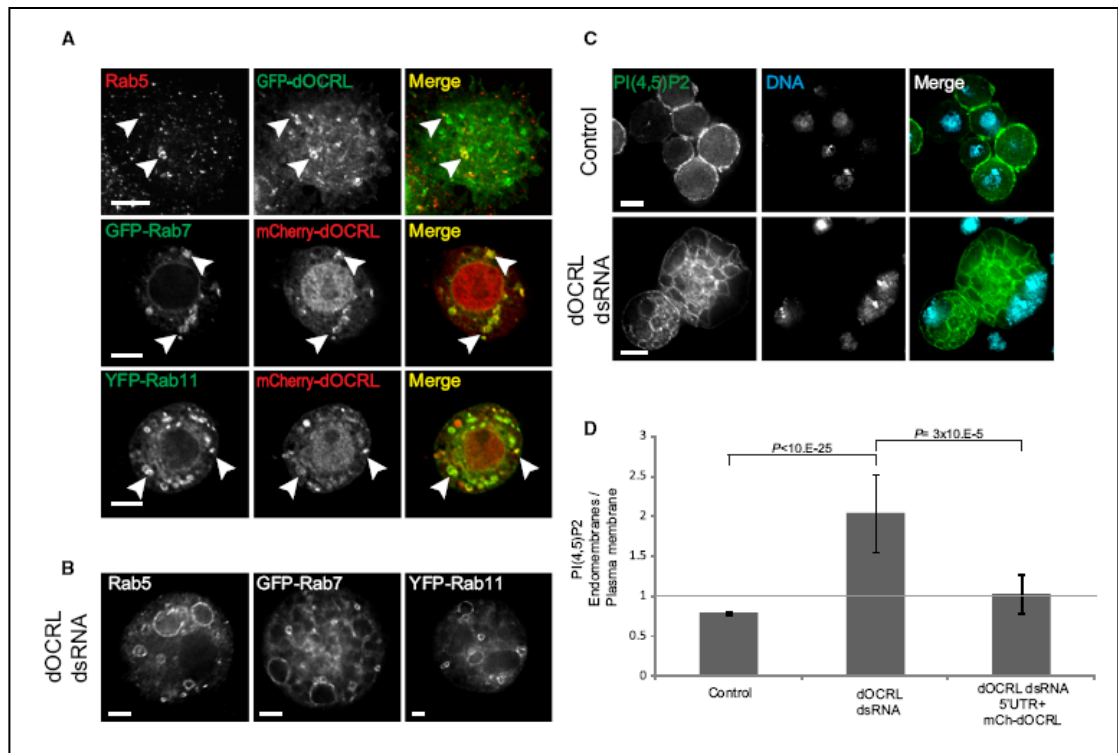 A
Rab5 GFP-dOCRL Merge
GFP-Rab7 mCherry-dOCRL Merge
YFP-Rab11 mCherry-dOCRL Merge
B
Rab5 GFP-Rab7 YFP-Rab11
dOCRL
dsRNA
C
PI(4,5)P2 DNA Merge
Control
dOCRL
dsRNA
D
P<10.E-25
P= 3x10.E-5
PI(4,5)P2
Endomembranes /
Plasma membrane
3
2.5
2
1.5
1
0.5
0
Control
dOCRL
dsRNA
dOCRL dsRNA
5'UTR+
mCh-dOCRL